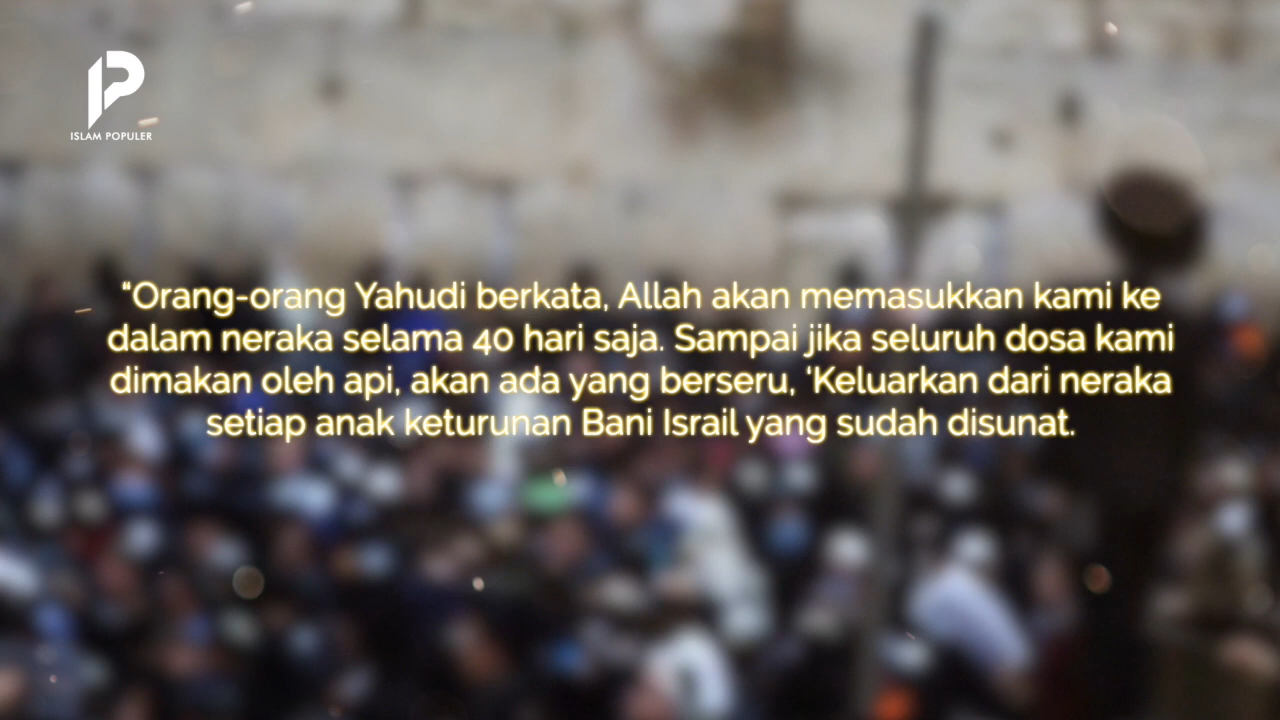 ISLAM POPULER
“Orang-orang Yahudi berkata, Allah akan memasukkan kami ke
dalam neraka selama 40 hari saja. Sampai jika seluruh dosa kami
dimakan oleh api, akan ada yang berseru, ‘Keluarkan dari neraka
setiap anak keturunan Bani Israil yang sudah disunat.